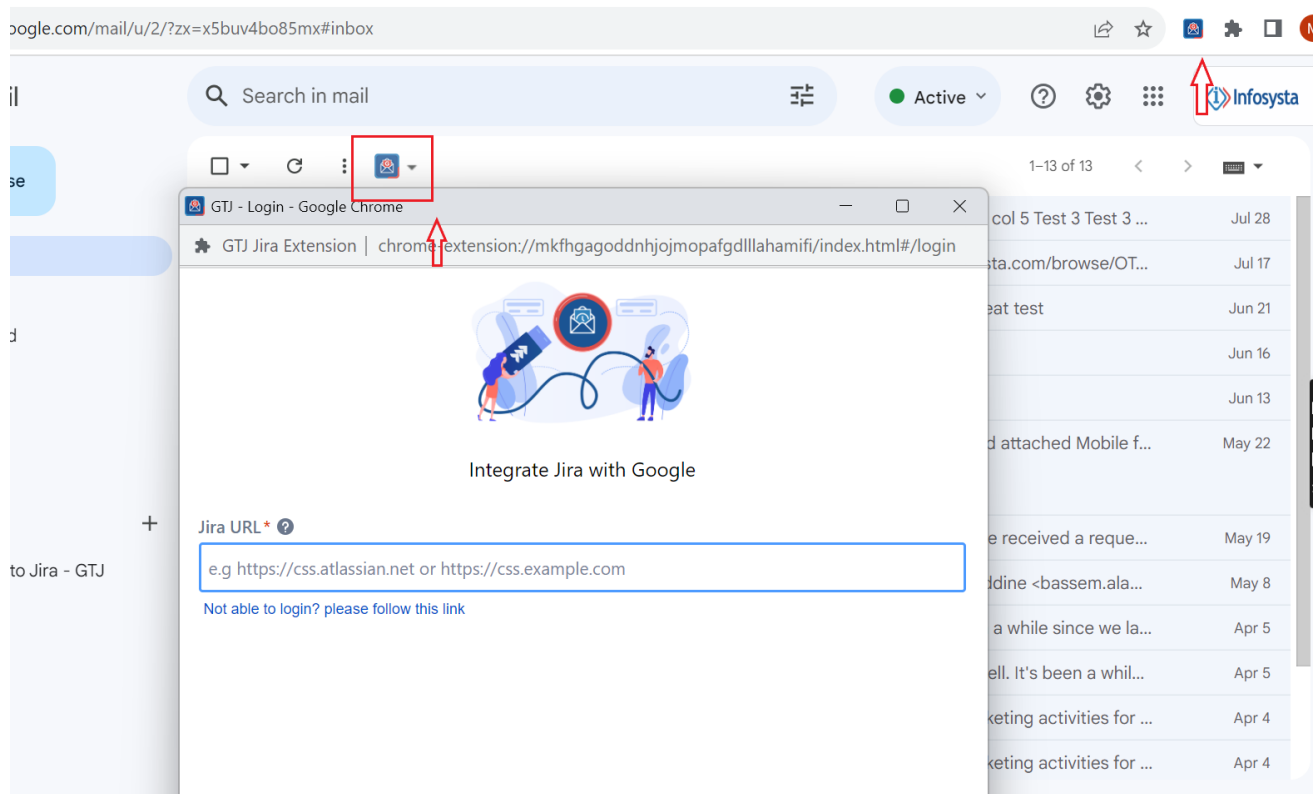 oogle.com/mail/u/2/?zx=x5buv4bo85mx#inbox
il
Search in mail
Active
Infosysta
se
1–13 of 13
GTJ - Login - Google Chrome
GTJ Jira Extension | chrome-extension://mkfhgagoddnhjojmopafgdlllahamifi/index.html#/login
col 5 Test 3 Test 3 ... Jul 28
sta.com/browse/OT... Jul 17
eat test Jun 21
d
Jun 16
Jun 13
d attached Mobile f... May 22
Integrate Jira with Google
Jira URL* ?
e received a reque... May 19
e.g https://css.atlassian.net or https://css.example.com
to Jira - GTJ
ddine <bassem.ala... May 8
Not able to login? please follow this link
a while since we la... Apr 5
ell. It's been a whil... Apr 5
keting activities for ... Apr 4
keting activities for ... Apr 4